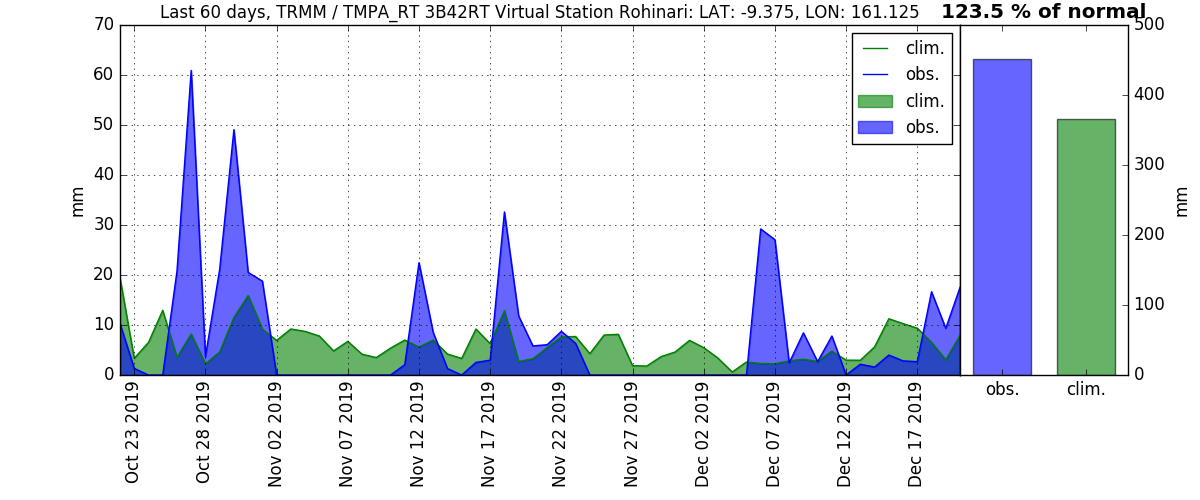 Last 60 days, TRMM / TMPA_RT 3B42RT Virtual Station Rohinari: LAT: -9.375, LON: 161.125
123.5 % of normal
70
60
50
40
30
20
10
0
mm
clim.
obs.
clim.
obs.
Oct 23 2019
Oct 28 2019
Nov 02 2019
Nov 07 2019
Nov 12 2019
Nov 17 2019
Nov 22 2019
Nov 27 2019
Dec 02 2019
Dec 07 2019
Dec 12 2019
Dec 17 2019
500
400
300
200
100
0
mm
obs.
clim.